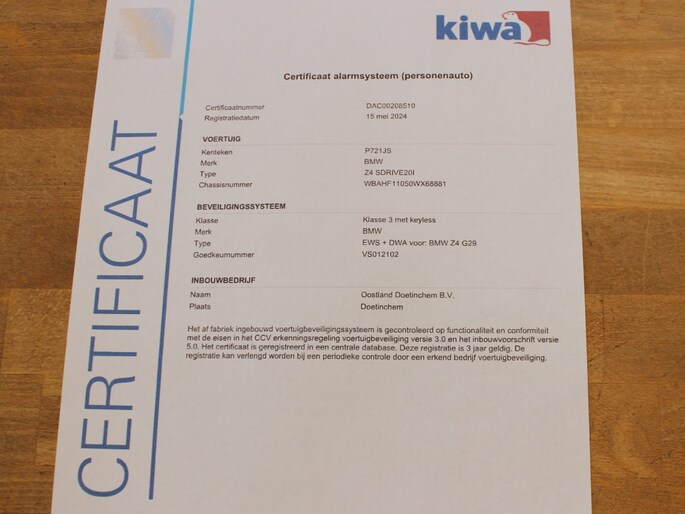 kiwa
Certificaat alarmsysteem (personenauto)
Certificaatnummer DAC00208510
Registratiedatum 15 mei 2024
VOERTUIG
Kenteken P721JS
Merk BMW
Type Z4 SDRIVE20I
Chassisnummer WBAHF11050WX68881
BEVEILIGINGSSYSTEEM
Klasse Klasse 3 met keyless
Merk BMW
Type EWS + DWA voor: BMW Z4 G29
Goedkeurnummer VS012102
INBOUWBEDRIJF
Naam Oostland Doetinchem B.V.
Plaats Doetinchem
Het af fabriek ingebouwd voertuigbeveiligingssysteem is gecontroleerd op functionaliteit en conformiteit
met de eisen in het CCV erkenningsregeling voertuigbeveiliging versie 3.0 en het inbouwvoorschrift versie
5.0. Het certificaat is geregistreerd in een centrale database. Deze registratie is 3 jaar geldig. De
registratie kan verlengd worden bij een periodieke controle door een erkend bedrijf voertuigbeveiliging.
CERTIFICAAT